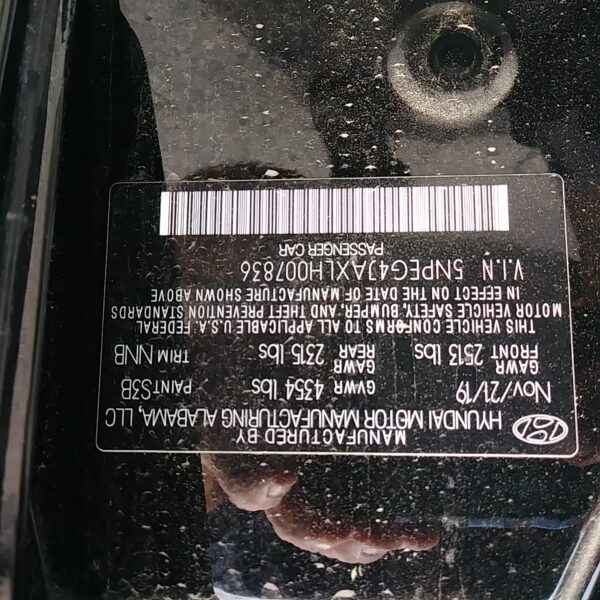 MANUFACTURED BY
HYUNDAI MOTOR MANUFACTURING ALABAMA, LLC
Nov/21/19 GVWR 4354 lbs PAINT S3B
GAWR FRONT 2513 lbs GAWR REAR 2315 lbs TRIM NNB
THIS VEHICLE CONFORMS TO ALL APPLICABLE U.S.A. FEDERAL
MOTOR VEHICLE SAFETY, BUMPER, AND THEFT PREVENTION STANDARDS
IN EFFECT ON THE DATE OF MANUFACTURE SHOWN ABOVE
V.I.N 5NPEG4JAXLH007836
PASSENGER CAR